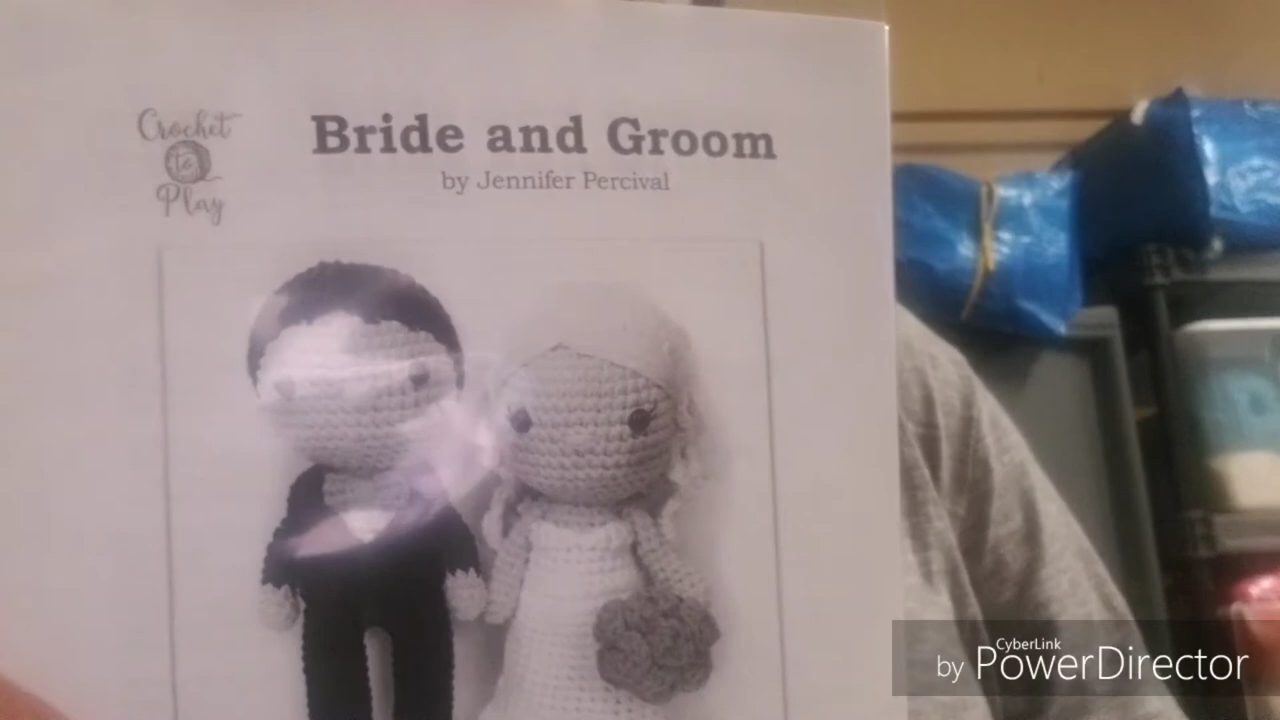 Crochet
to
Play
Bride and Groom
by Jennifer Percival
CyberLink
by PowerDirector